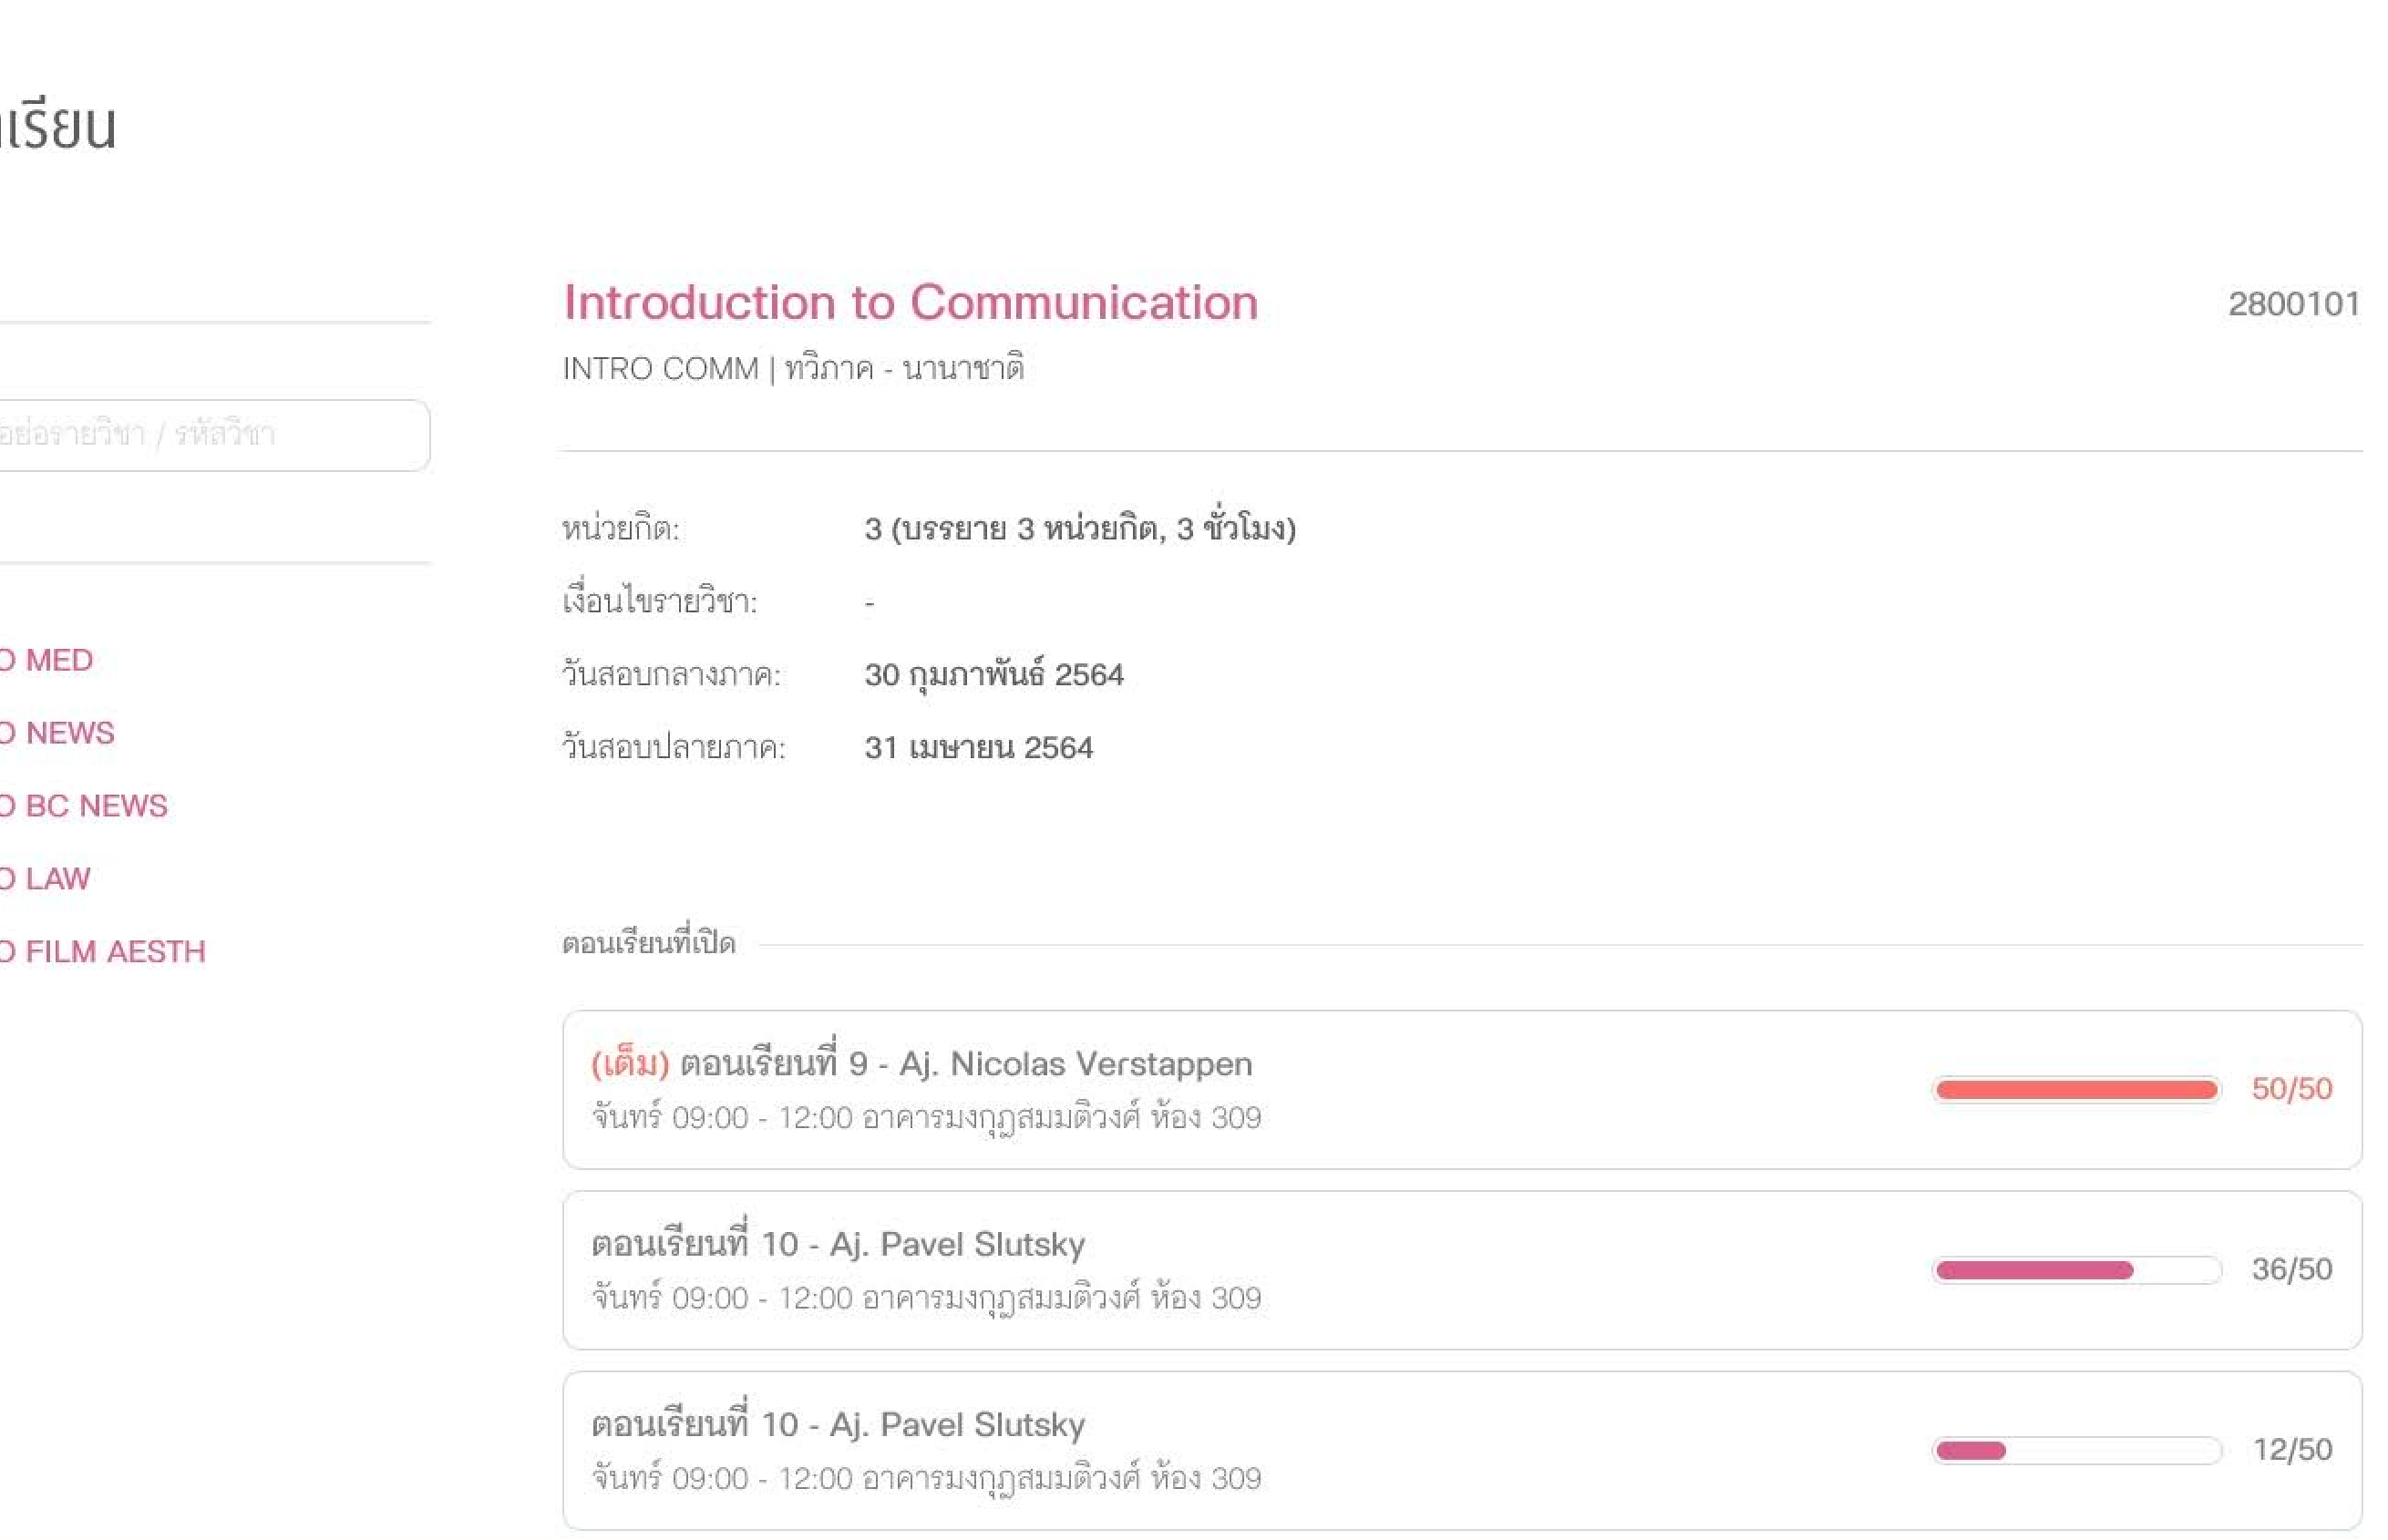 เรียน
Introduction to Communication
2800101
INTRO COMM | ทวิภาค - นานาชาติ
อย่อรายวิชา / รหัสวิชา
หน่วยกิต: 3 (บรรยาย 3 หน่วยกิต, 3 ชั่วโมง)
เงื่อนไขรายวิชา: -
วันสอบกลางภาค: 30 กุมภาพันธ์ 2564
วันสอบปลายภาค: 31 เมษายน 2564
O MED
O NEWS
O BC NEWS
O LAW
O FILM AESTH
ตอนเรียนที่เปิด
(เต็ม) ตอนเรียนที่ 9 - Aj. Nicolas Verstappen
จันทร์ 09:00 - 12:00 อาคารมงกุฎสมมติวงศ์ ห้อง 309
50/50
ตอนเรียนที่ 10 - Aj. Pavel Slutsky
จันทร์ 09:00 - 12:00 อาคารมงกุฎสมมติวงศ์ ห้อง 309
36/50
ตอนเรียนที่ 10 - Aj. Pavel Slutsky
จันทร์ 09:00 - 12:00 อาคารมงกุฎสมมติวงศ์ ห้อง 309
12/50